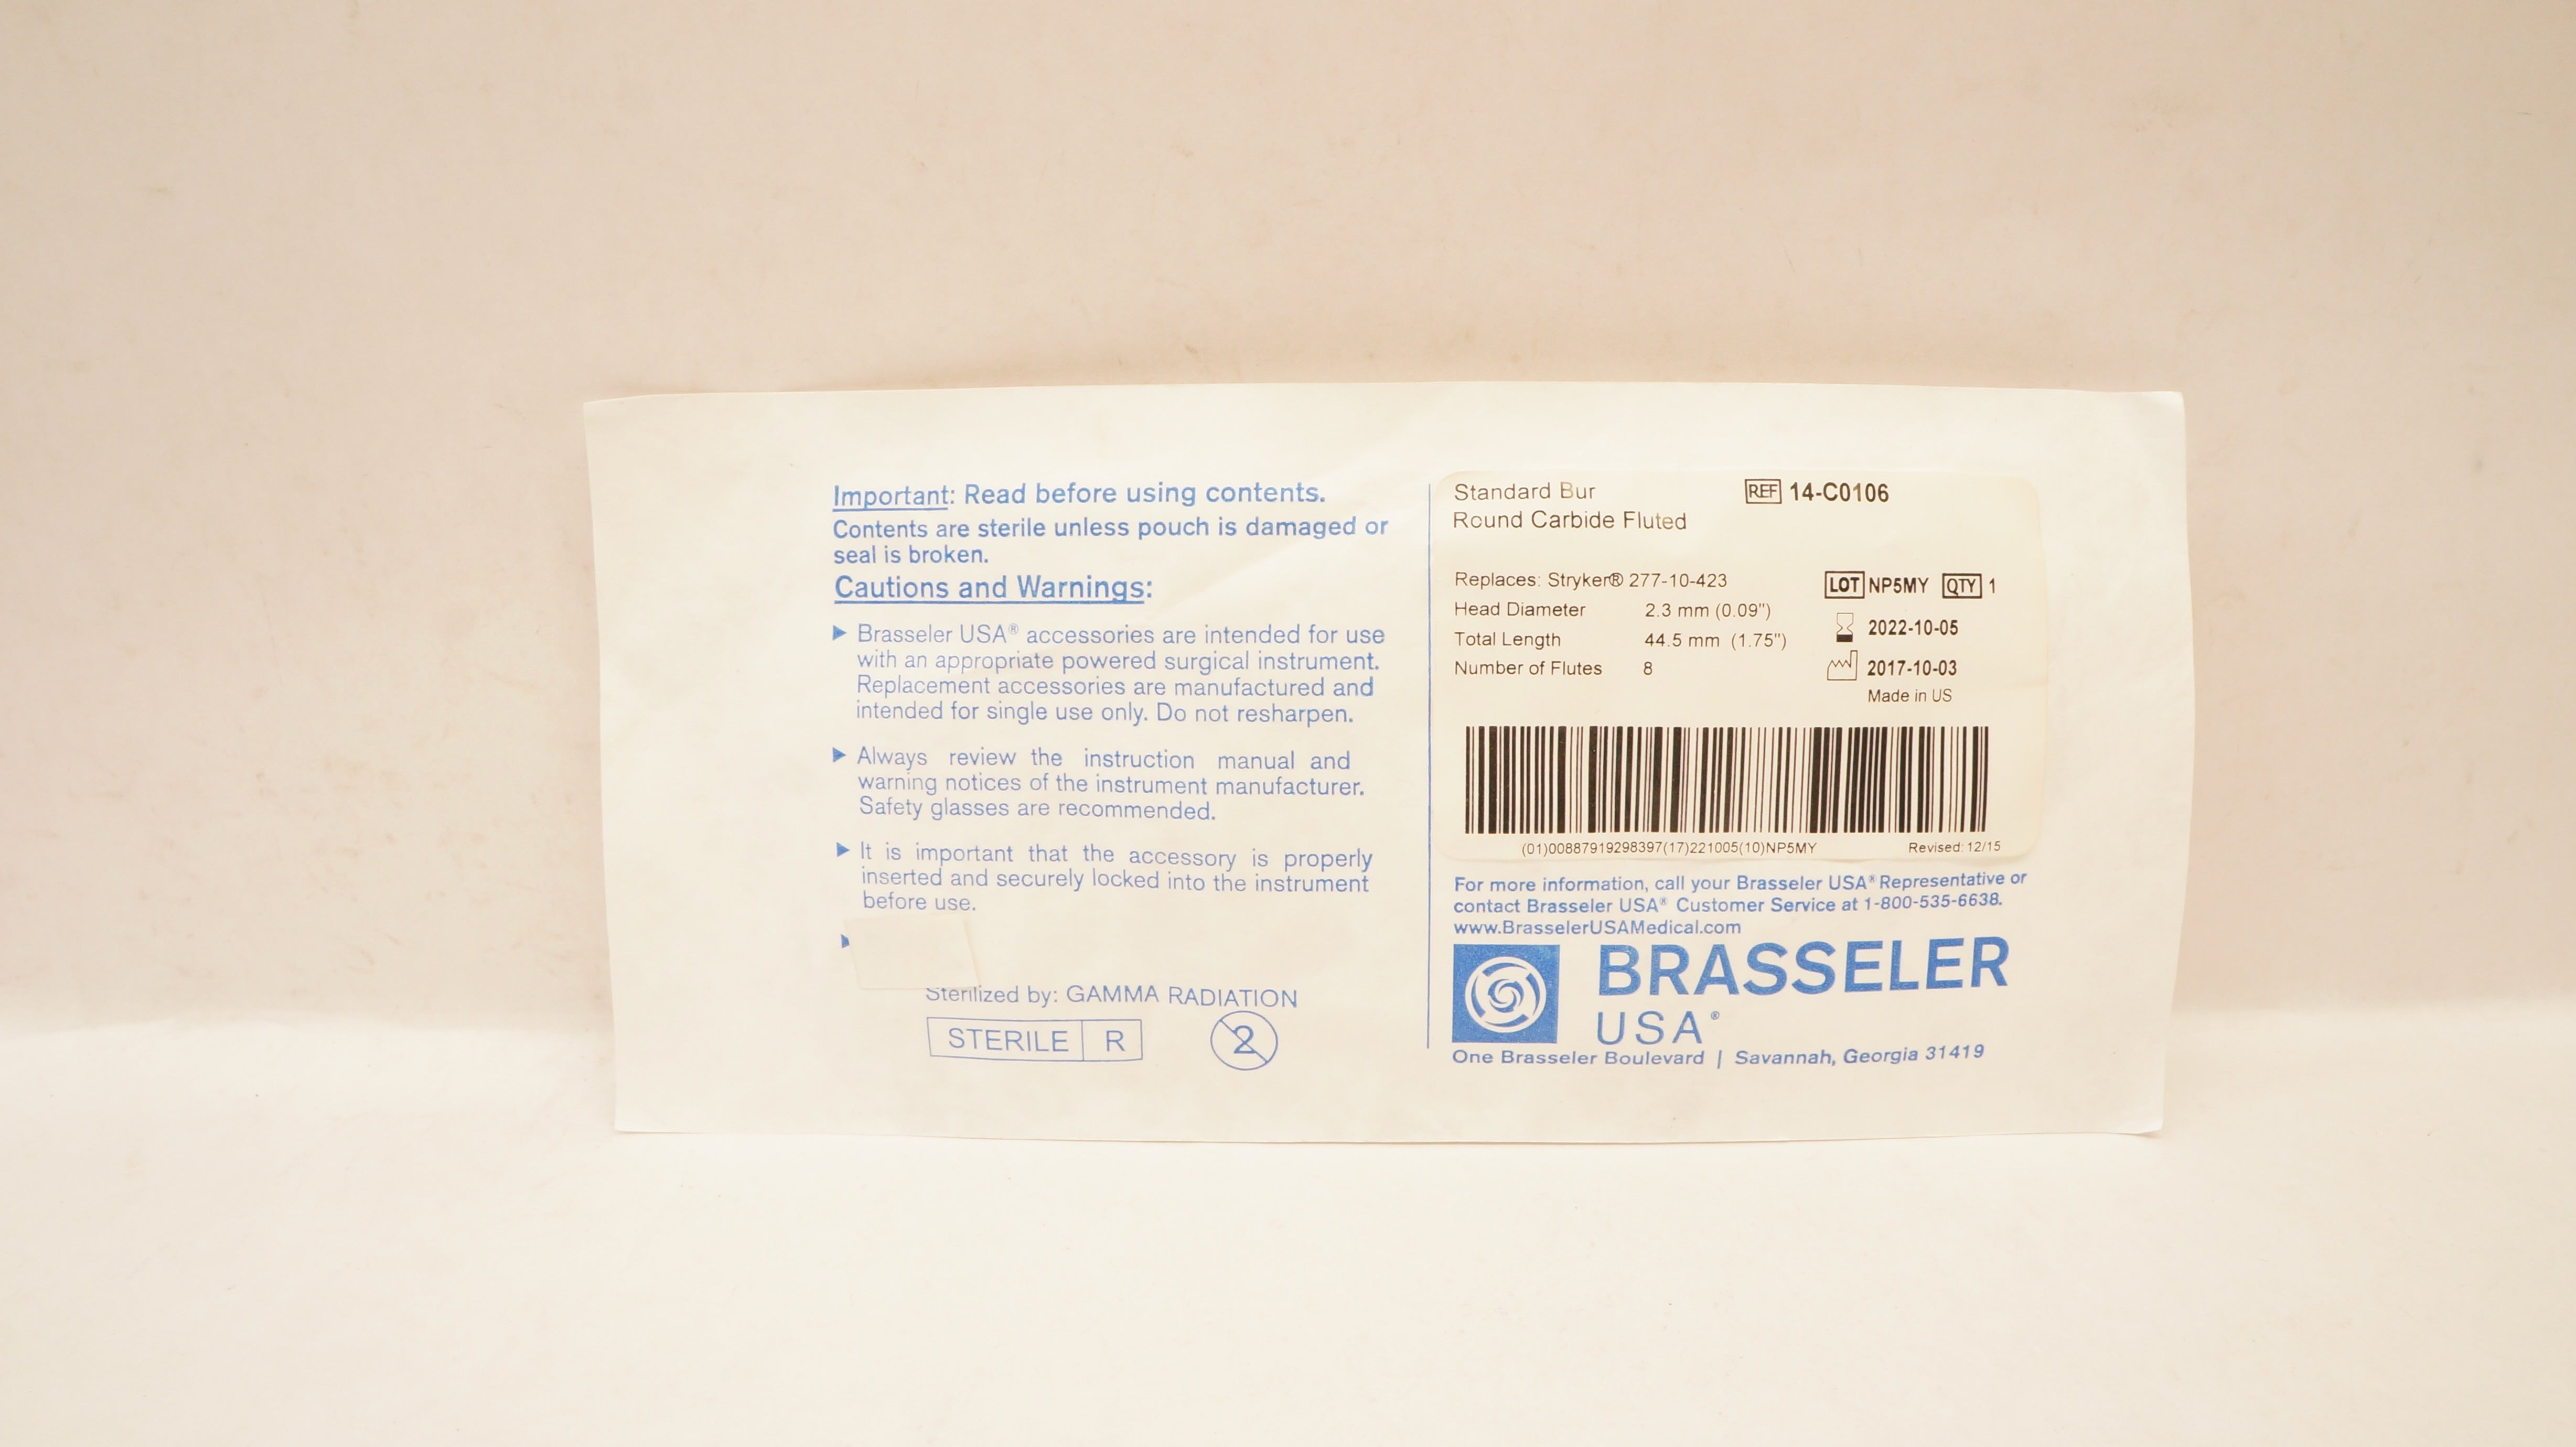 Important: Read before using contents.
Contents are sterile unless pouch is damaged or
seal is broken.
Cautions and Warnings:
Brasseler USA® accessories are intended for use
with an appropriate powered surgical instrument.
Replacement accessories are manufactured and
intended for single use only. Do not resharpen.
Always review the instruction manual and
warning notices of the instrument manufacturer.
Safety glasses are recommended.
It is important that the accessory is properly
inserted and securely locked into the instrument
before use.
Sterilized by: GAMMA RADIATION
STERILE R 2
Standard Bur REF 14-C0106
Round Carbide Fluted
Replaces: Stryker® 277-10-423 LOT NP5MY QTY 1
Head Diameter 2.3 mm (0.09")
2022-10-05
Total Length 44.5 mm (1.75")
Number of Flutes 8 2017-10-03
Made in US
(01)00887919298397(17)221005(10)NP5MY Revised: 12/15
For more information, call your Brasseler USA® Representative or
contact Brasseler USA® Customer Service at 1-800-535-6638.
www.BrasselerUSAMedical.com
BRASSELER
USA®
One Brasseler Boulevard | Savannah, Georgia 31419